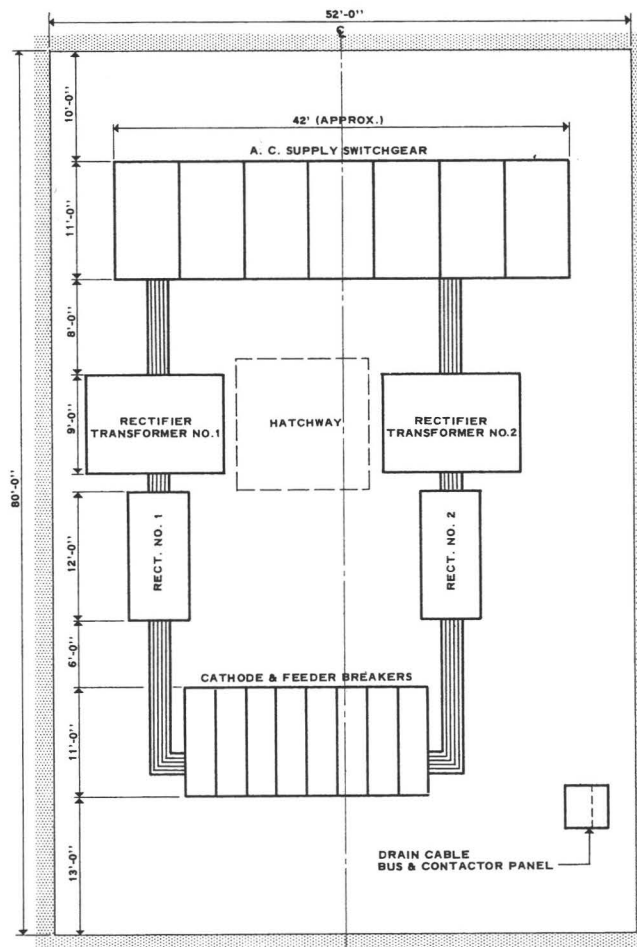 52'-0''
℄
10'-0''
42' (APPROX.)
A. C. SUPPLY SWITCHGEAR
11'-0''
8'-0''
RECTIFIER
TRANSFORMER NO.1
HATCHWAY
RECTIFIER
TRANSFORMER NO.2
9'-0''
80'-0''
RECT. NO. 1
RECT. NO. 2
12'-0''
6'-0''
CATHODE & FEEDER BREAKERS
11'-0''
13'-0''
DRAIN CABLE
BUS & CONTACTOR PANEL